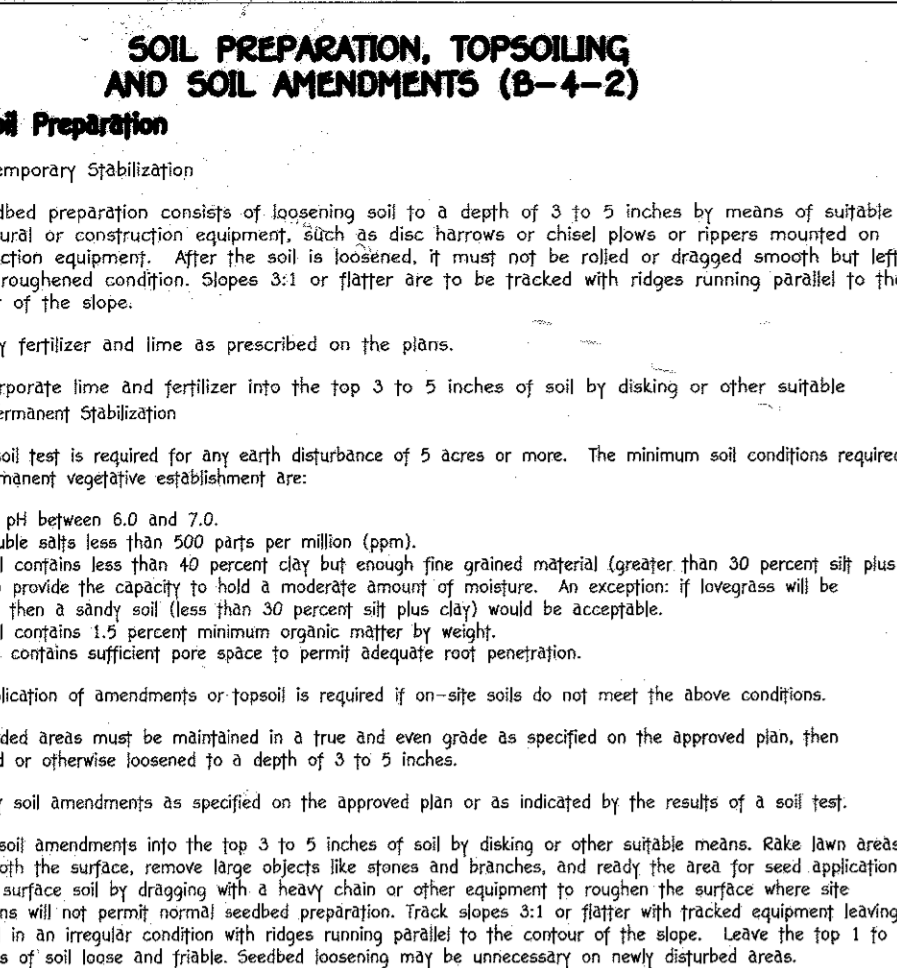 SOIL PREPARATION, TOPSOILING
AND SOIL AMENDMENTS (B-4-2)
oil Preparation
emporary Stabilization
dbed preparation consists of loosening soil to a depth of 3 to 5 inches by means of suitable
ural or construction equipment, such as disc harrows or chisel plows or rippers mounted on
ction equipment. After the soil is loosened, it must not be rolled or dragged smooth but left
roughened condition. Slopes 3:1 or flatter are to be tracked with ridges running parallel to the
of the slope.
y fertilizer and lime as prescribed on the plans.
rporate lime and fertilizer into the top 3 to 5 inches of soil by disking or other suitable
ermanent Stabilization
soil test is required for any earth disturbance of 5 acres or more. The minimum soil conditions required
manent vegetative establishment are:
pH between 6.0 and 7.0.
uble salts less than 500 parts per million (ppm).
l contains less than 40 percent clay but enough fine grained material (greater than 30 percent silt plus
provide the capacity to hold a moderate amount of moisture. An exception: if lovegrass will be
then a sandy soil (less than 30 percent silt plus clay) would be acceptable.
l contains 1.5 percent minimum organic matter by weight.
contains sufficient pore space to permit adequate root penetration.
plication of amendments or topsoil is required if on-site soils do not meet the above conditions.
ded areas must be maintained in a true and even grade as specified on the approved plan, then
d or otherwise loosened to a depth of 3 to 5 inches.
y soil amendments as specified on the approved plan or as indicated by the results of a soil test.
soil amendments into the top 3 to 5 inches of soil by disking or other suitable means. Rake lawn areas
oth the surface, remove large objects like stones and branches, and ready the area for seed application
surface soil by dragging with a heavy chain or other equipment to roughen the surface where site
ns will not permit normal seedbed preparation. Track slopes 3:1 or flatter with tracked equipment leaving
in an irregular condition with ridges running parallel to the contour of the slope. Leave the top 1 to
s of soil loose and friable. Seedbed loosening may be unnecessary on newly disturbed areas.